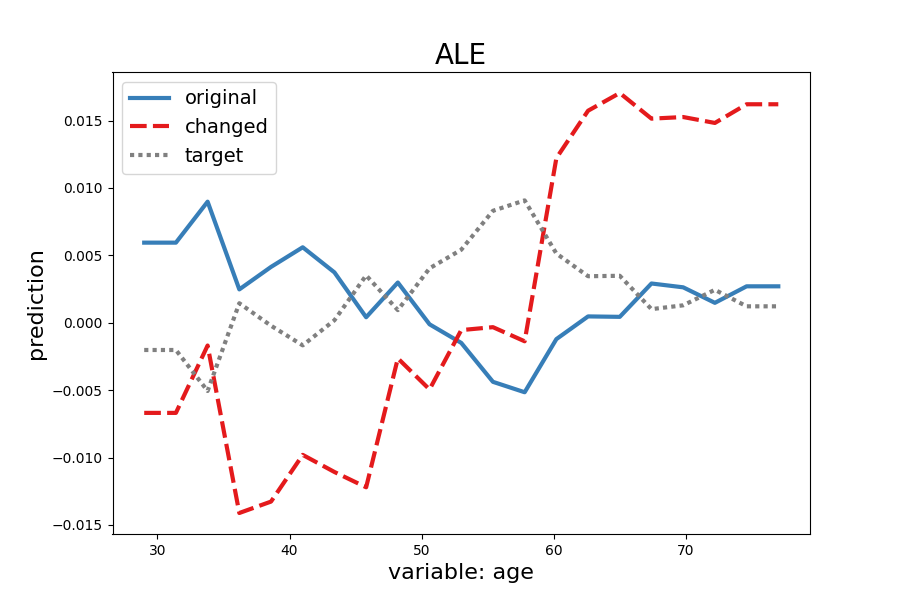 ALE
original
changed
target
0.015
0.010
0.005
0.000
−0.005
−0.010
−0.015
prediction
30 40 50 60 70
variable: age